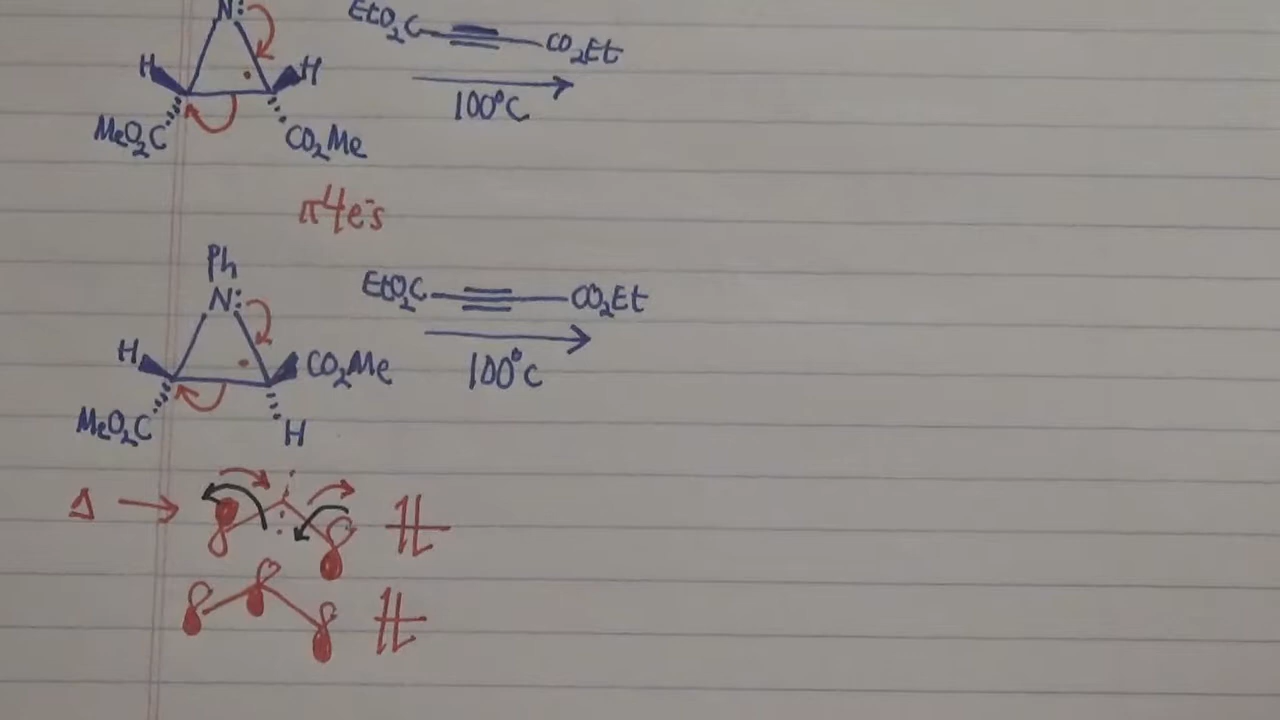 N:
EtO₂C CO₂Et
H H
100°C
MeO₂C CO₂Me
π4e⁻s
Ph
EtO₂C CO₂Et
N:
H CO₂Me
100°C
MeO₂C H
Δ